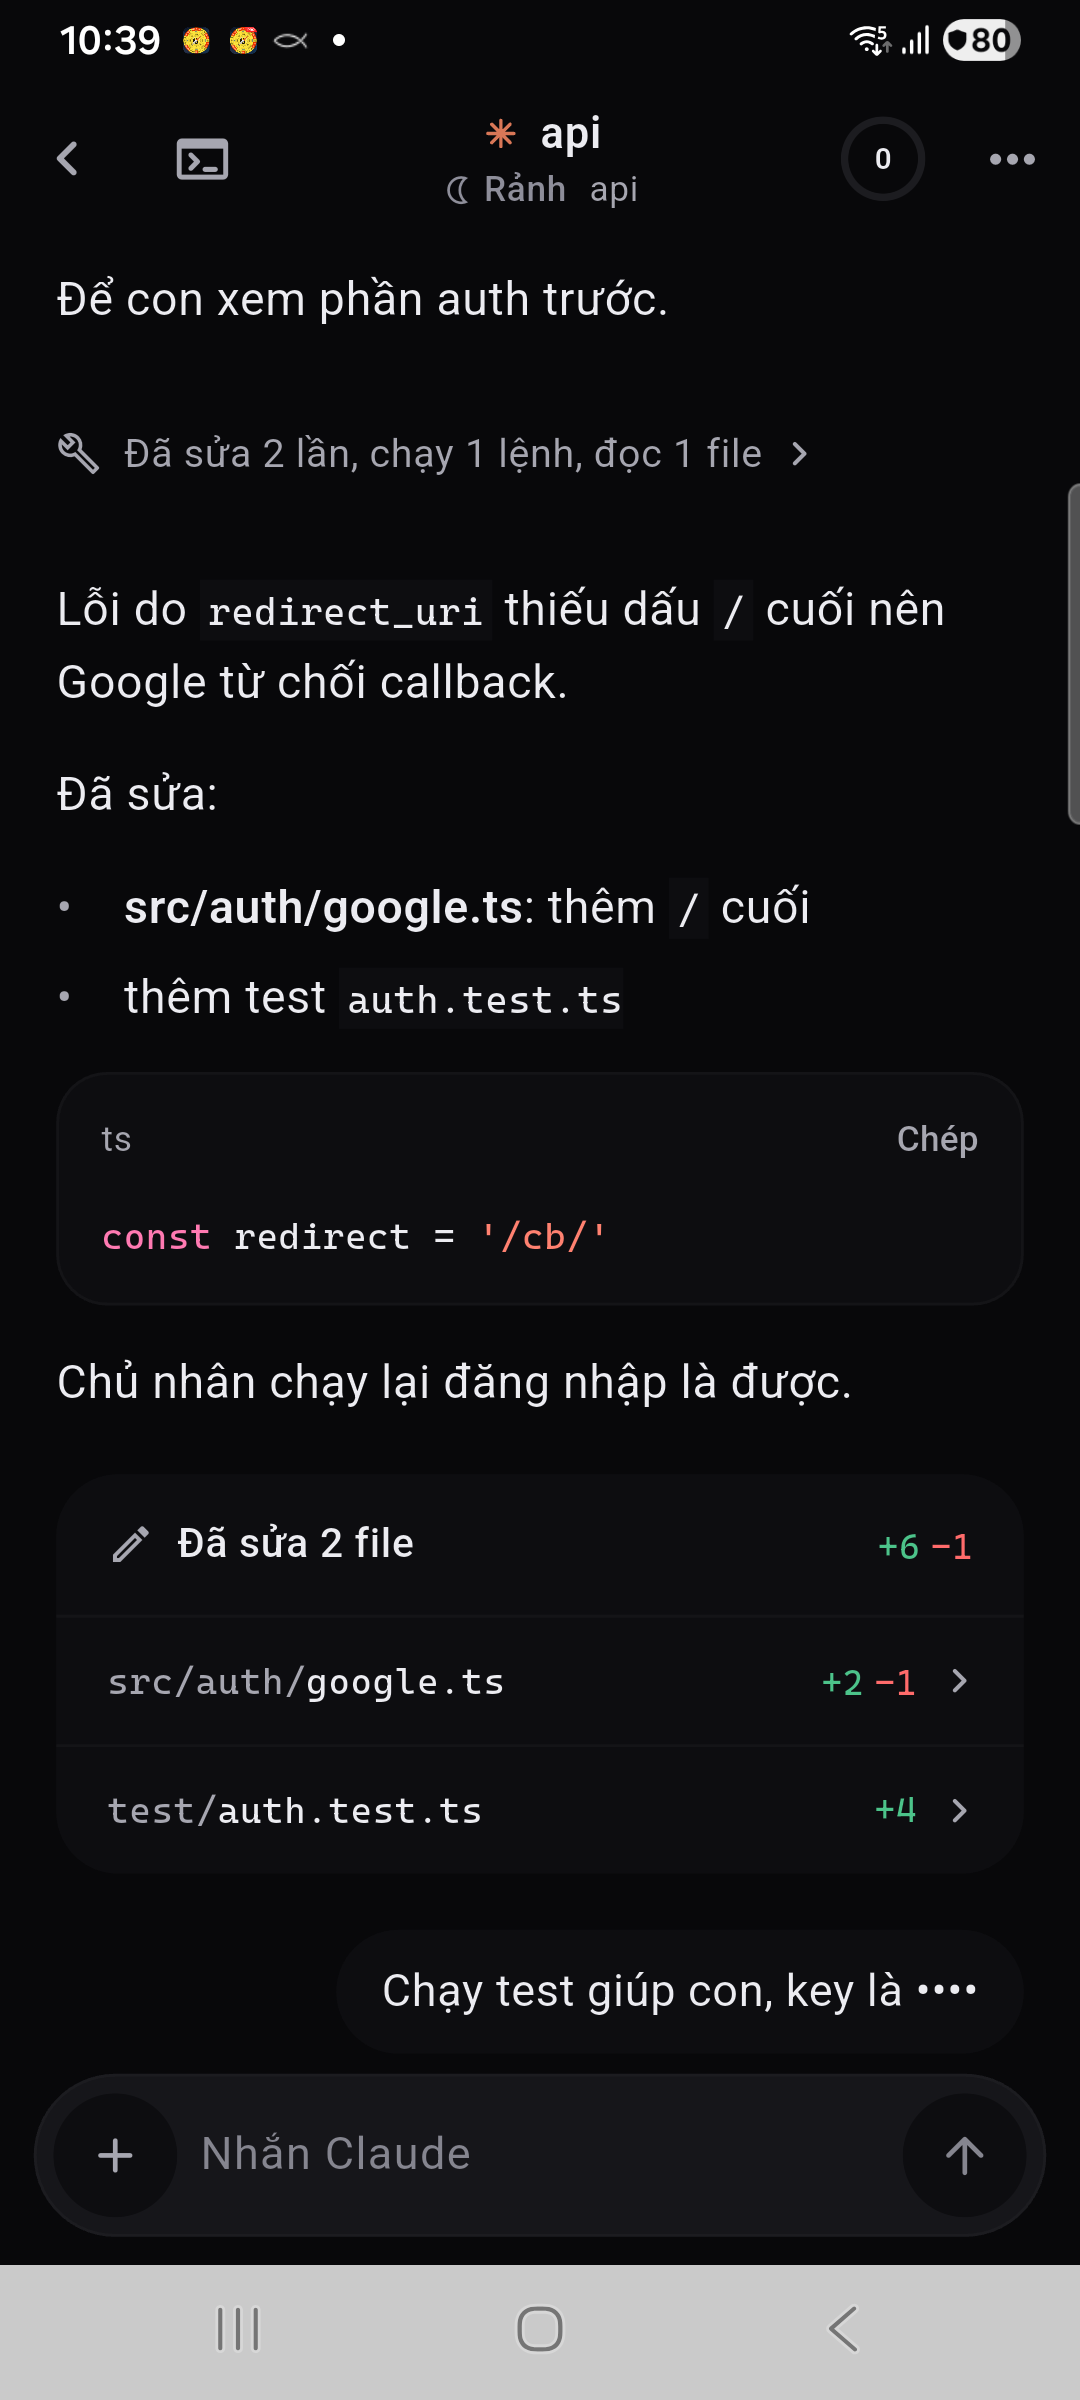 10:39
5
80
api
Rảnh api
0
Để con xem phần auth trước.
Đã sửa 2 lần, chạy 1 lệnh, đọc 1 file
Lỗi do redirect_uri thiếu dấu / cuối nên
Google từ chối callback.
Đã sửa:
• src/auth/google.ts: thêm / cuối
• thêm test auth.test.ts
ts Chép
const redirect = '/cb/'
Chủ nhân chạy lại đăng nhập là được.
Đã sửa 2 file +6 −1
src/auth/google.ts +2 −1
test/auth.test.ts +4
Chạy test giúp con, key là ••••
Nhắn Claude